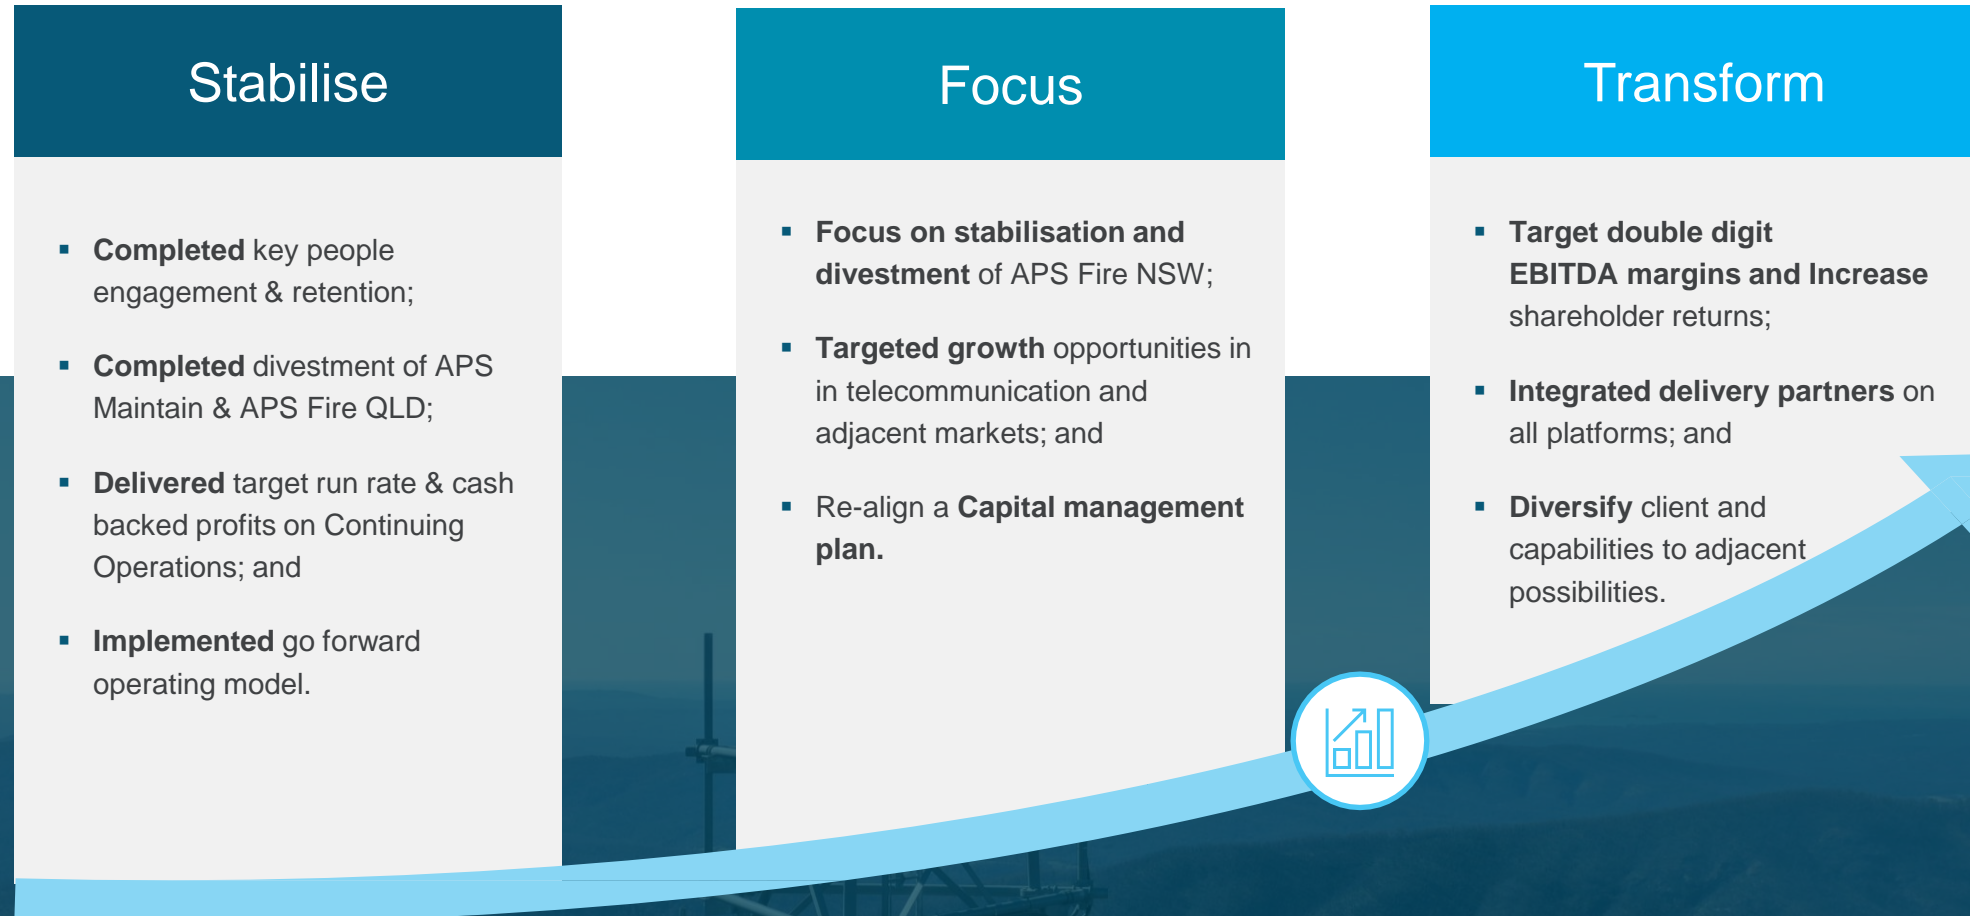 Stabilise
▪ Completed key people
engagement & retention;
▪ Completed divestment of APS
Maintain & APS Fire QLD;
▪ Delivered target run rate & cash
backed profits on Continuing
Operations; and
▪ Implemented go forward
operating model.
Focus
▪ Focus on stabilisation and
divestment of APS Fire NSW;
▪ Targeted growth opportunities in
in telecommunication and
adjacent markets; and
▪ Re-align a Capital management
plan.
Transform
▪ Target double digit
EBITDA margins and Increase
shareholder returns;
▪ Integrated delivery partners on
all platforms; and
▪ Diversify client and
capabilities to adjacent
possibilities.